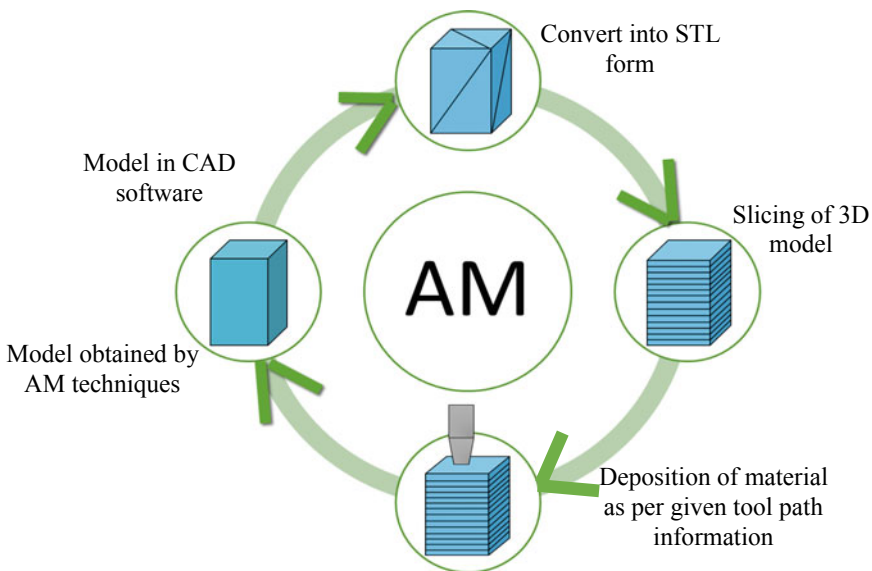 Convert into STL
form
Model in CAD
software
Slicing of 3D
model
AM
Model obtained by
AM techniques
Deposition of material
as per given tool path
information